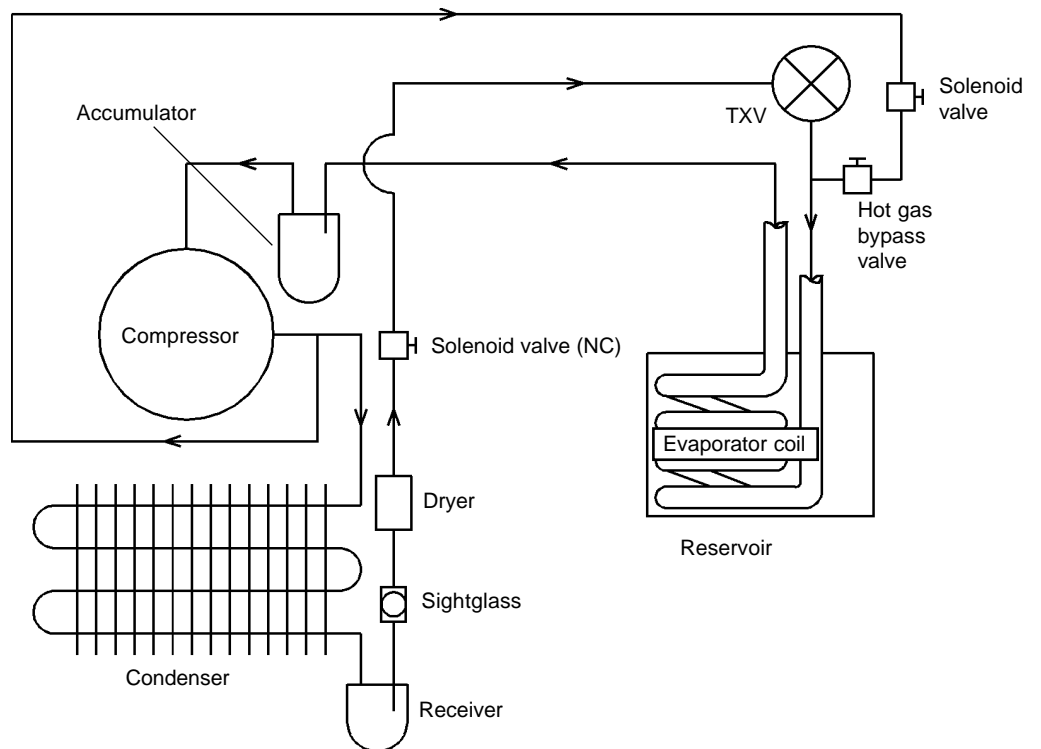 Accumulator
TXV
Solenoid
valve
Hot gas
bypass
valve
Compressor
Solenoid valve (NC)
Evaporator coil
Dryer
Reservoir
Sightglass
Condenser
Receiver